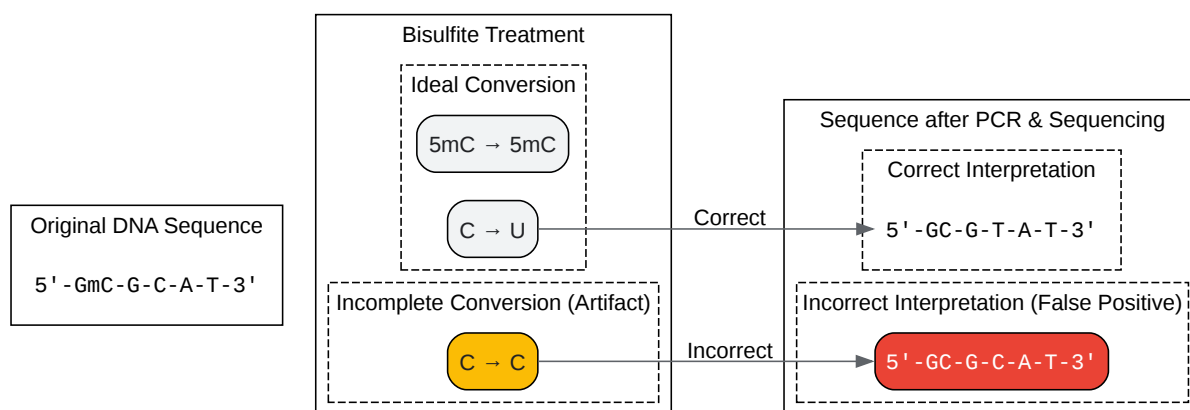 Original DNA Sequence
5'-GmC-G-C-A-T-3'
Bisulfite Treatment
Ideal Conversion
5mC → 5mC
C → U
Incomplete Conversion (Artifact)
C → C
Correct
Incorrect
Sequence after PCR & Sequencing
Correct Interpretation
5'-GC-G-T-A-T-3'
Incorrect Interpretation (False Positive)
5'-GC-G-C-A-T-3'